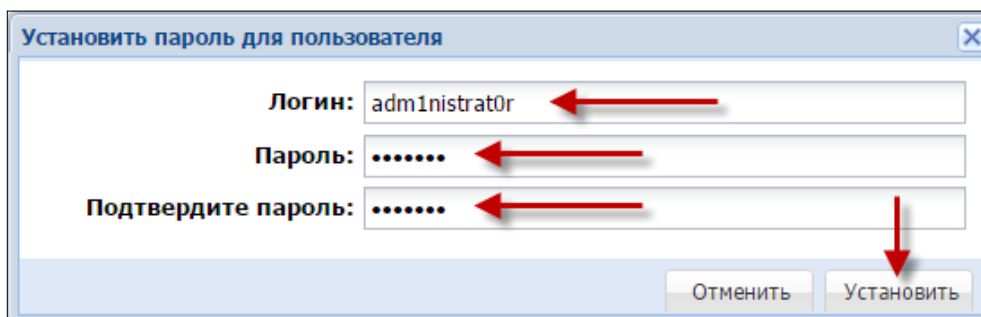 Установить пароль для пользователя
Логин: adm1nistrat0r
Пароль: •••••••
Подтвердите пароль: •••••••
Отменить Установить